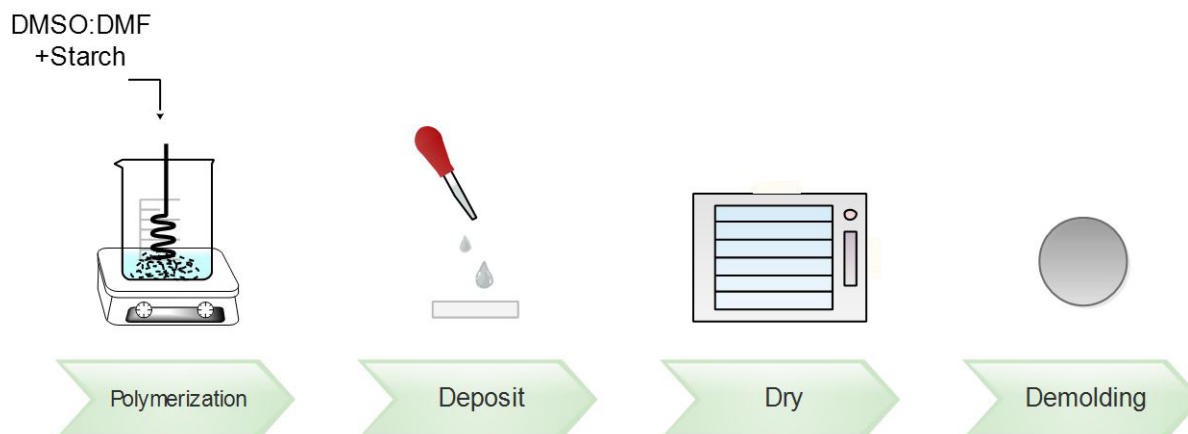 DMSO:DMF
+Starch
Polymerization
Deposit
Dry
Demolding